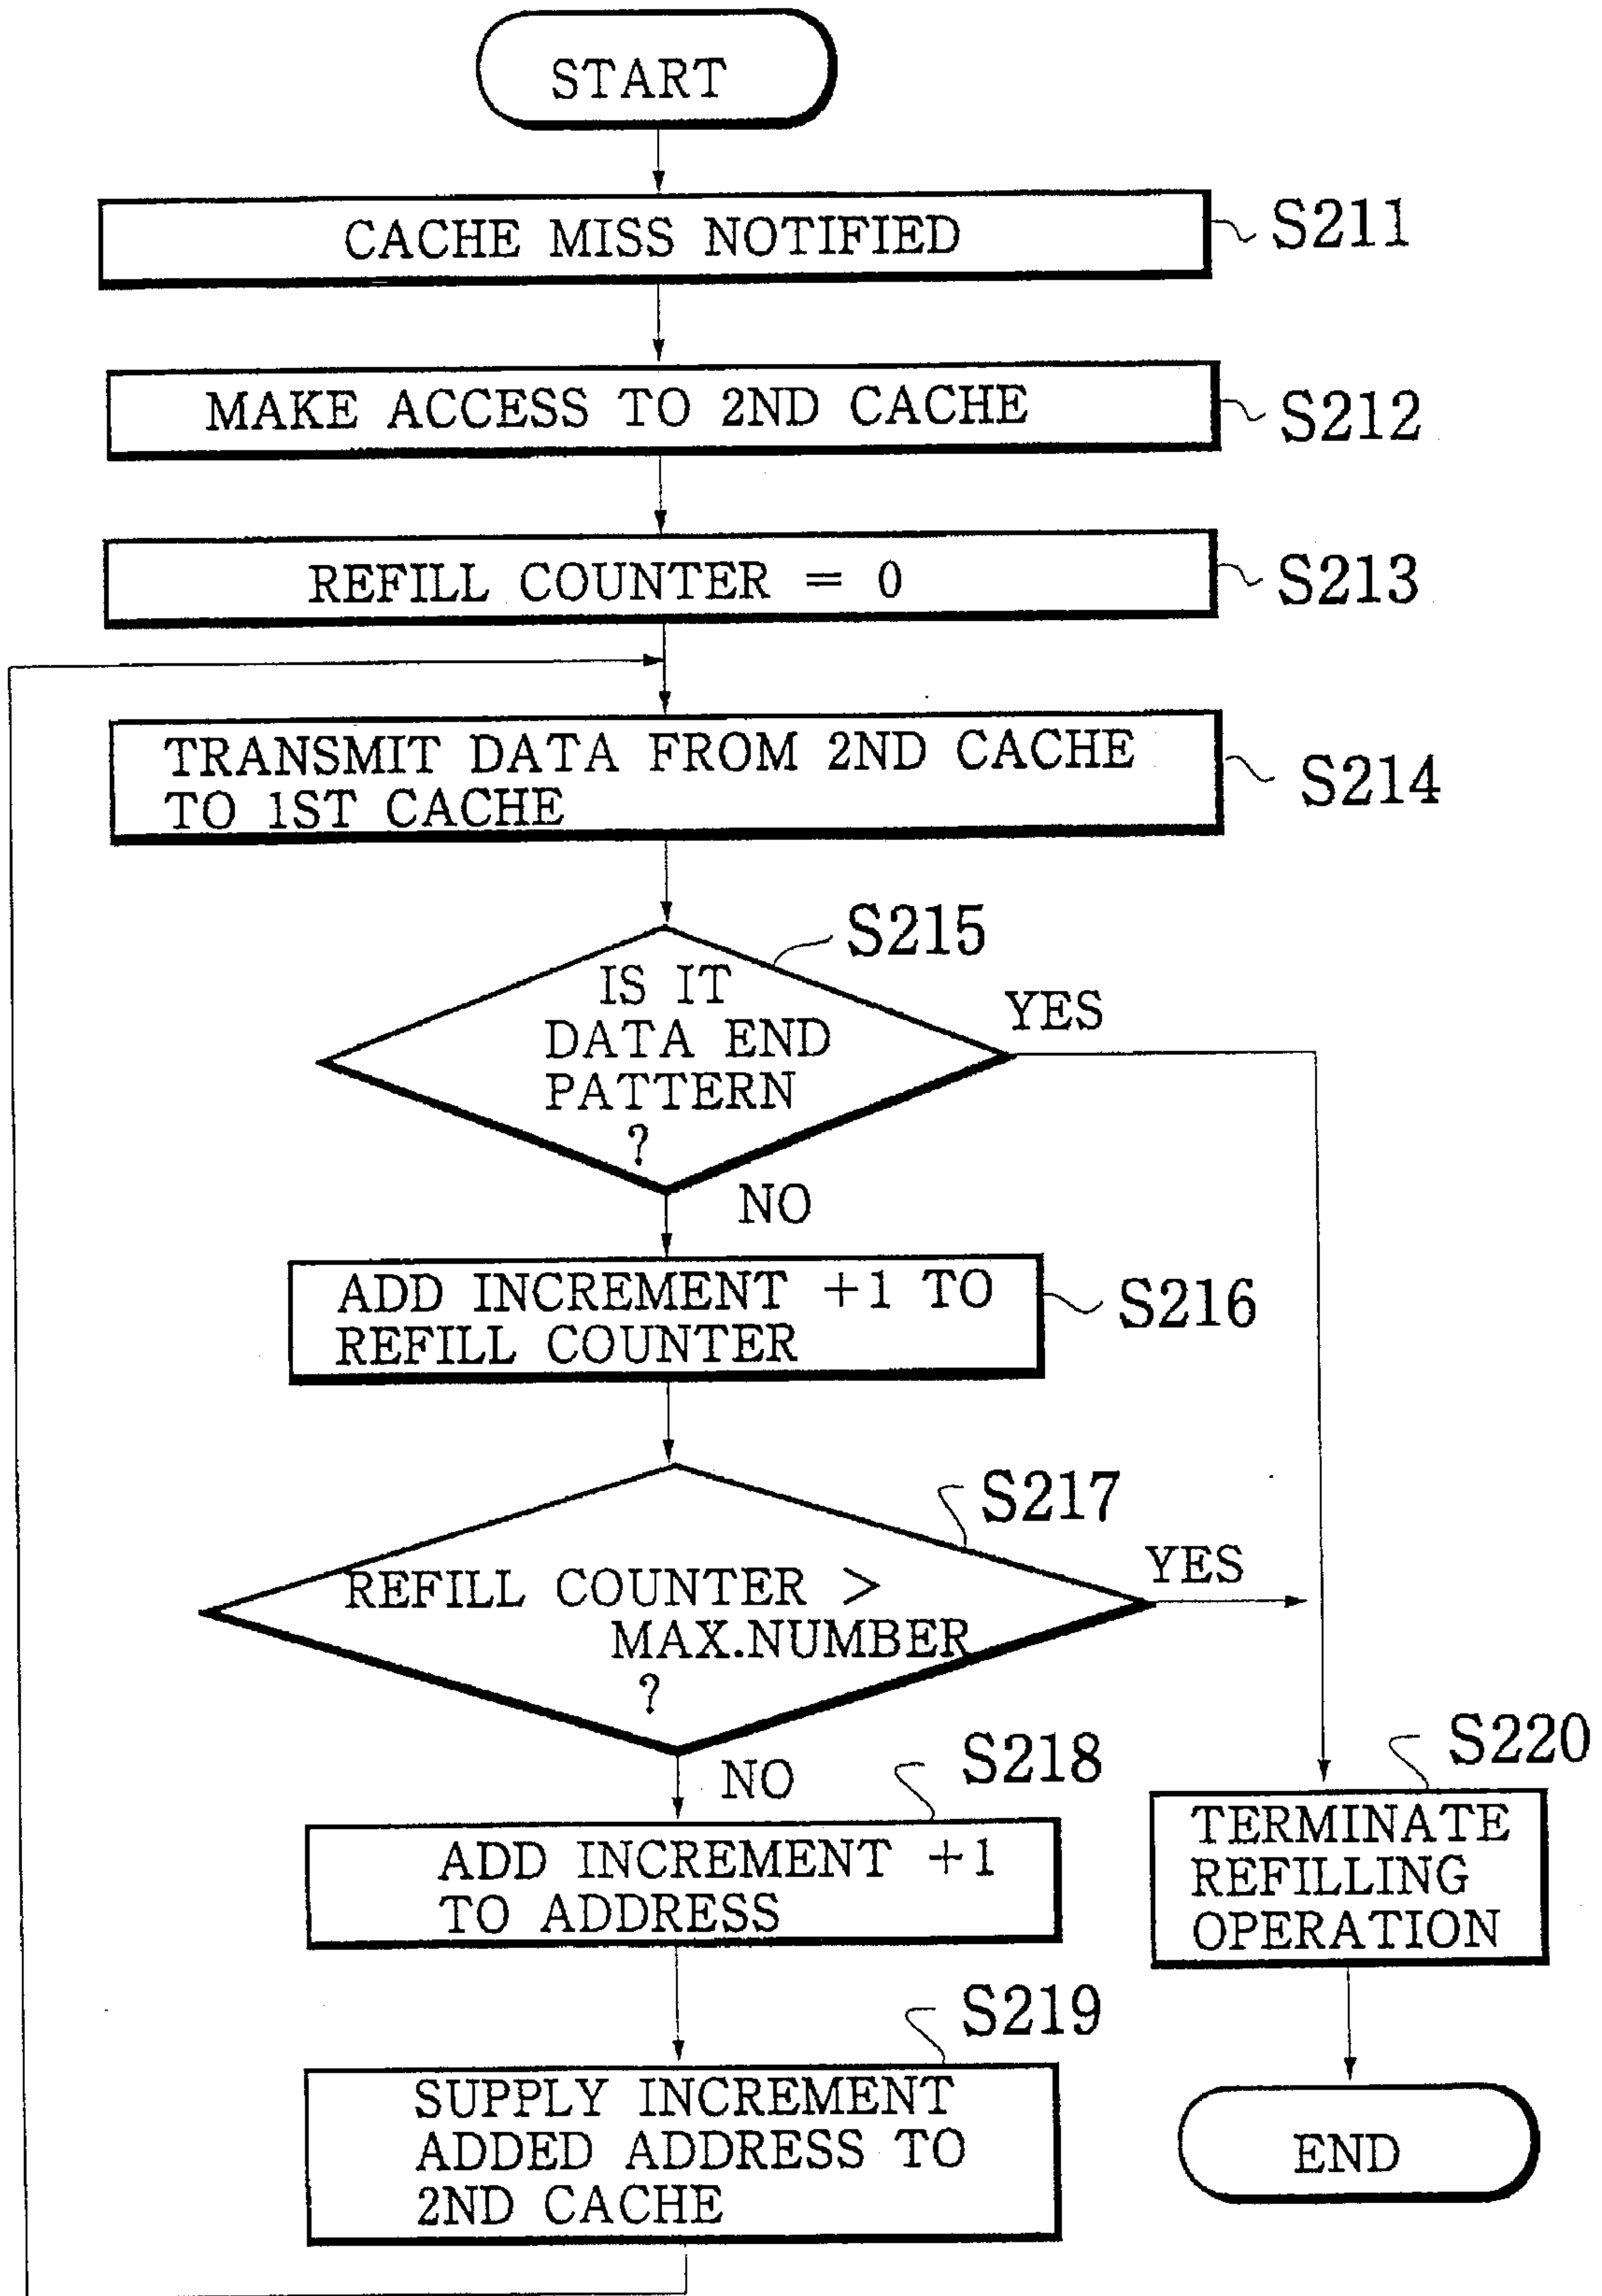 START
CACHE MISS NOTIFIED
S211
MAKE ACCESS TO 2ND CACHE
S212
REFILL COUNTER = 0
S213
TRANSMIT DATA FROM 2ND CACHE
TO 1ST CACHE
S214
S215
IS IT
DATA END
PATTERN
?
YES
NO
ADD INCREMENT +1 TO
REFILL COUNTER
S216
S217
REFILL COUNTER >
MAX.NUMBER
?
YES
NO
S218
ADD INCREMENT +1
TO ADDRESS
S220
TERMINATE
REFILLING
OPERATION
S219
SUPPLY INCREMENT
ADDED ADDRESS TO
2ND CACHE
END